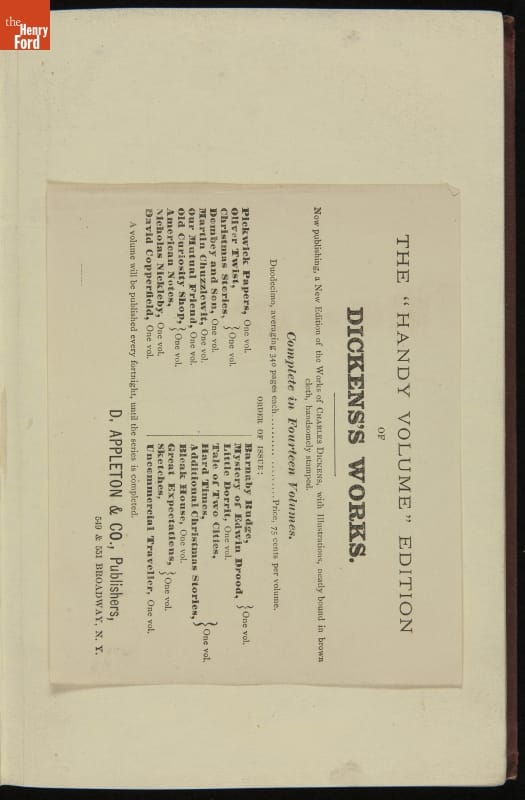 the
Henry
Ford
THE "HANDY VOLUME" EDITION
OF
DICKENS'S WORKS.
Now publishing, a New Edition of the Works of CHARLES DICKENS, with Illustrations, neatly bound in brown
cloth, handsomely stamped.
Complete in Fourteen Volumes.
Duodecimo, averaging 340 pages each.................... Price, 75 cents per volume.
ORDER OF ISSUE:
Pickwick Papers, One vol.
Oliver Twist,
Christmas Stories, } One vol.
Dombey and Son, One vol.
Martin Chuzzlewit, One vol.
Our Mutual Friend, One vol.
Old Curiosity Shop,
American Notes, } One vol.
Nicholas Nickleby, One vol.
David Copperfield, One vol.
Barnaby Rudge,
Mystery of Edwin Drood, } One vol.
Little Dorrit, One vol.
Tale of Two Cities,
Hard Times,
Additional Christmas Stories, } One vol.
Bleak House, One vol.
Great Expectations,
Sketches, } One vol.
Uncommercial Traveller, One vol.
A volume will be published every fortnight, until the series is completed.
D. APPLETON & CO., Publishers,
549 & 551 BROADWAY, N. Y.